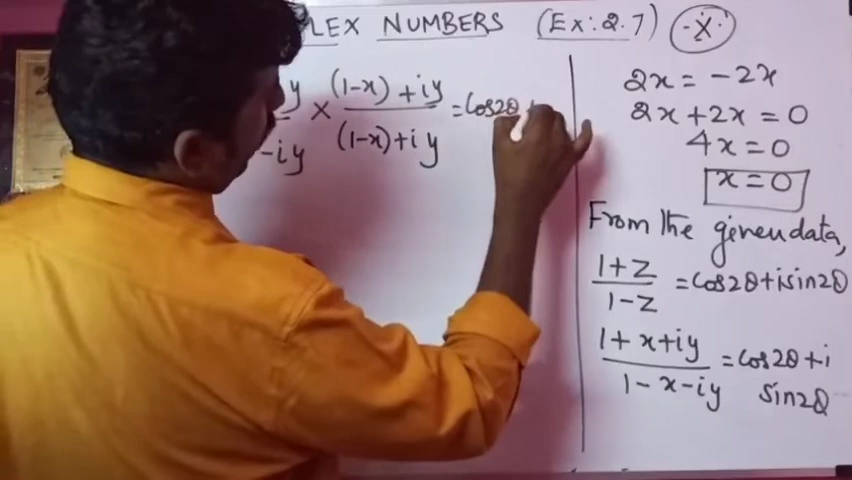 LEX NUMBERS (Ex: 2.7) X
y/-iy × (1-x)+iy/(1-x)+iy = cos2θ +
2x = -2x
2x + 2x = 0
4x = 0
x = 0
From the given data,
1+z/1-z = cos2θ+isin2θ
1+x+iy/1-x-iy = cos2θ+i
sin2θ